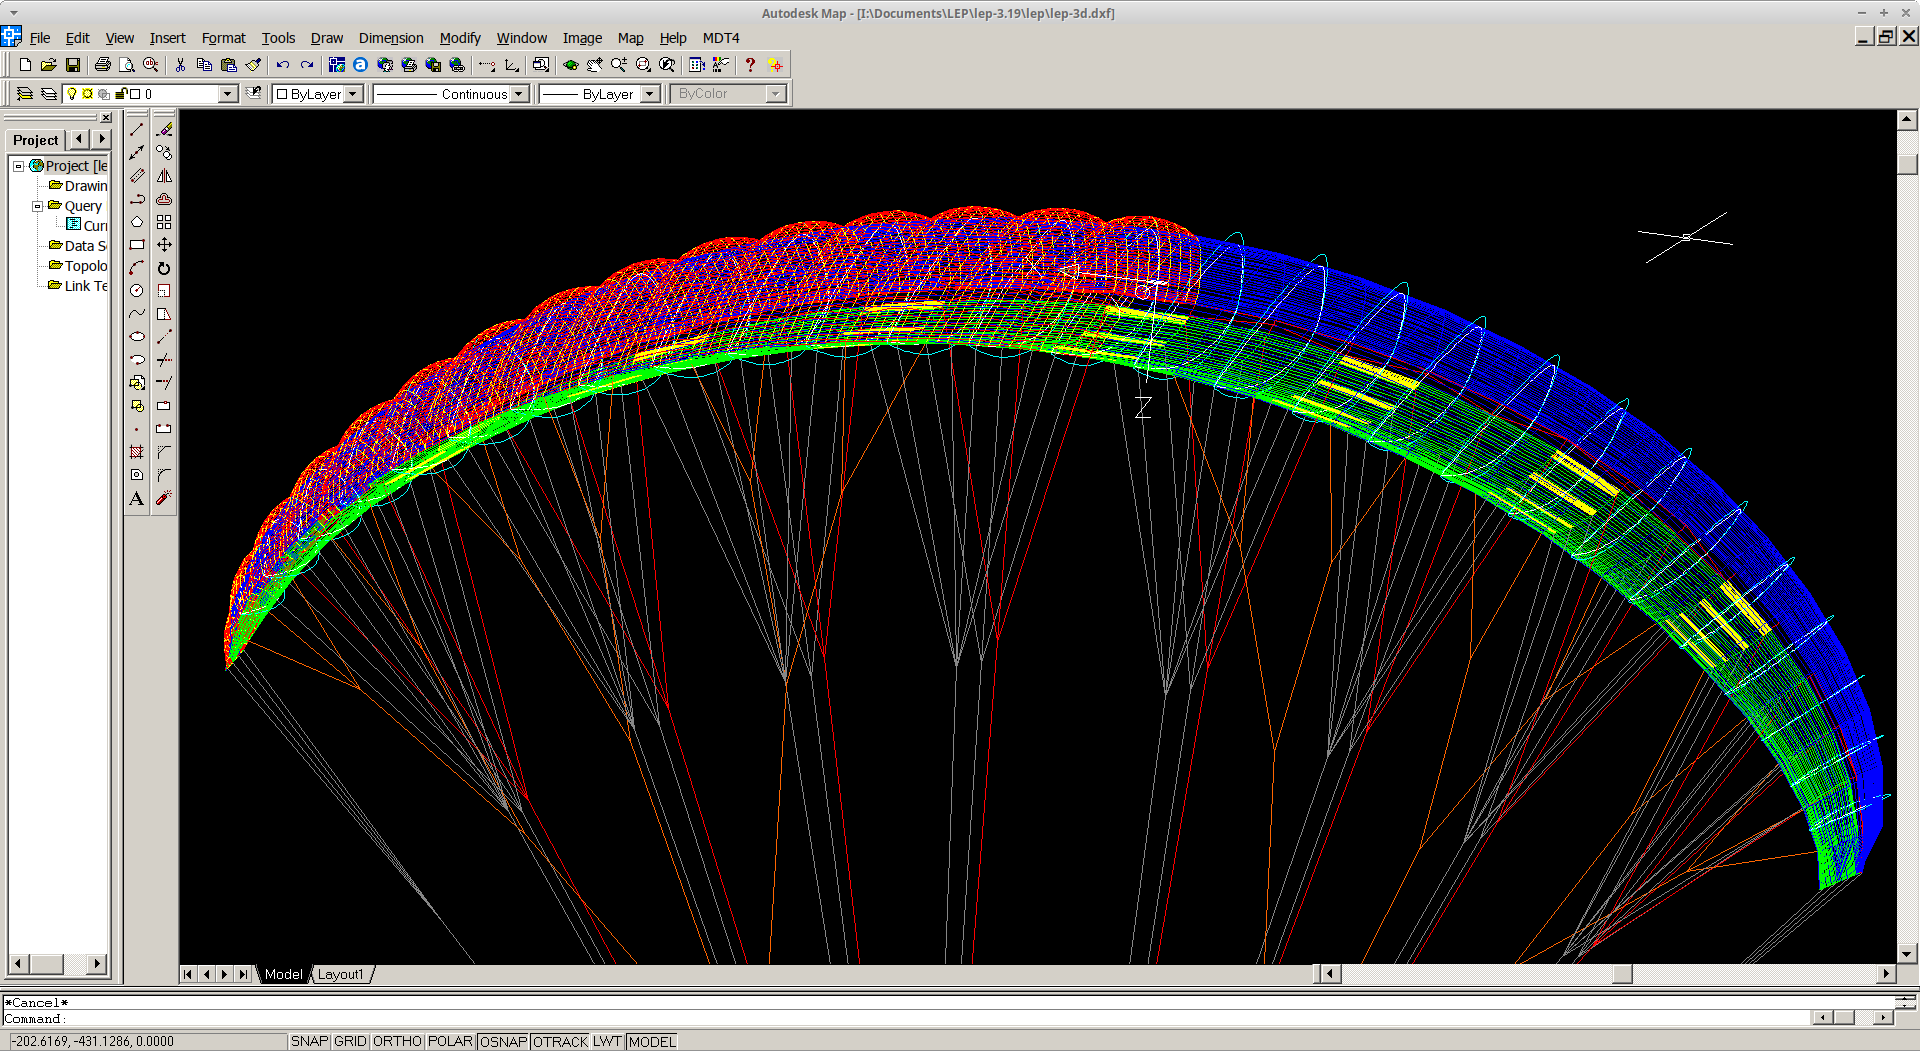 Autodesk Map - [I:\Documents\LEP\lep-3.19\lep\lep-3d.dxf]
File Edit View Insert Format Tools Draw Dimension Modify Window Image Map Help MDT4
0 ByLayer Continuous ByLayer ByColor
Project
Project [le
Drawin
Query
Curr
Data S
Topolo
Link Te
A
Z
Model Layout1
*Cancel*
Command:
-202.6169, -431.1286, 0.0000 SNAP GRID ORTHO POLAR OSNAP OTRACK LWT MODEL